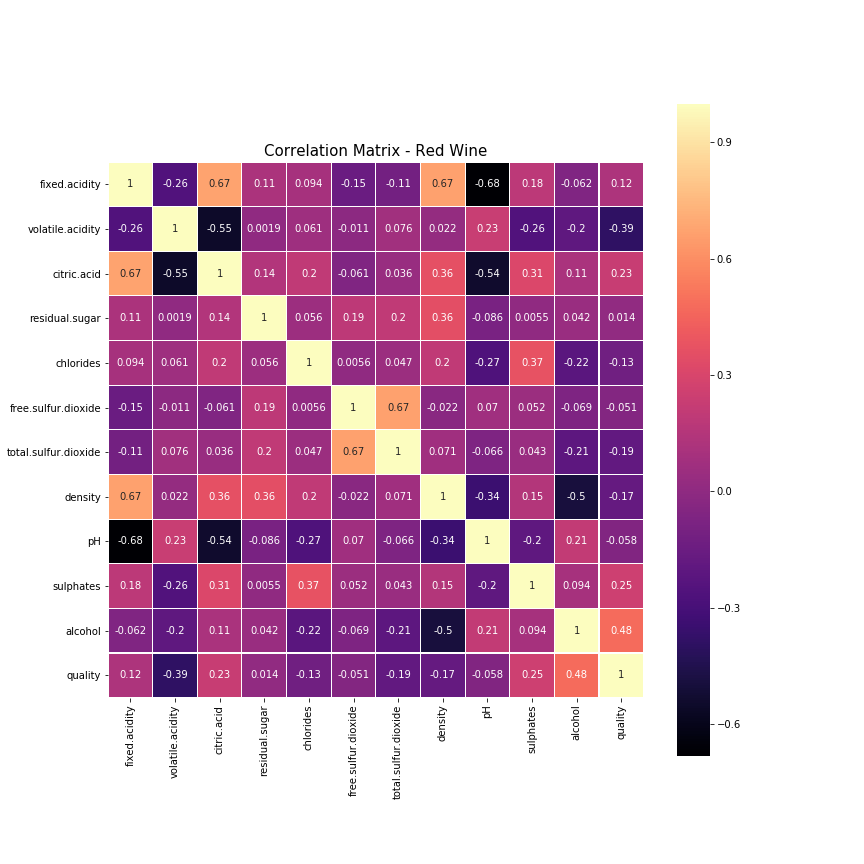 Correlation Matrix - Red Wine
fixed.acidity 1 -0.26 0.67 0.11 0.094 -0.15 -0.11 0.67 -0.68 0.18 -0.062 0.12
volatile.acidity -0.26 1 -0.55 0.0019 0.061 -0.011 0.076 0.022 0.23 -0.26 -0.2 -0.39
citric.acid 0.67 -0.55 1 0.14 0.2 -0.061 0.036 0.36 -0.54 0.31 0.11 0.23
residual.sugar 0.11 0.0019 0.14 1 0.056 0.19 0.2 0.36 -0.086 0.0055 0.042 0.014
chlorides 0.094 0.061 0.2 0.056 1 0.0056 0.047 0.2 -0.27 0.37 -0.22 -0.13
free.sulfur.dioxide -0.15 -0.011 -0.061 0.19 0.0056 1 0.67 -0.022 0.07 0.052 -0.069 -0.051
total.sulfur.dioxide -0.11 0.076 0.036 0.2 0.047 0.67 1 0.071 -0.066 0.043 -0.21 -0.19
density 0.67 0.022 0.36 0.36 0.2 -0.022 0.071 1 -0.34 0.15 -0.5 -0.17
pH -0.68 0.23 -0.54 -0.086 -0.27 0.07 -0.066 -0.34 1 -0.2 0.21 -0.058
sulphates 0.18 -0.26 0.31 0.0055 0.37 0.052 0.043 0.15 -0.2 1 0.094 0.25
alcohol -0.062 -0.2 0.11 0.042 -0.22 -0.069 -0.21 -0.5 0.21 0.094 1 0.48
quality 0.12 -0.39 0.23 0.014 -0.13 -0.051 -0.19 -0.17 -0.058 0.25 0.48 1
fixed.acidity
volatile.acidity
citric.acid
residual.sugar
chlorides
free.sulfur.dioxide
total.sulfur.dioxide
density
pH
sulphates
alcohol
quality
0.9
0.6
0.3
0.0
−0.3
−0.6